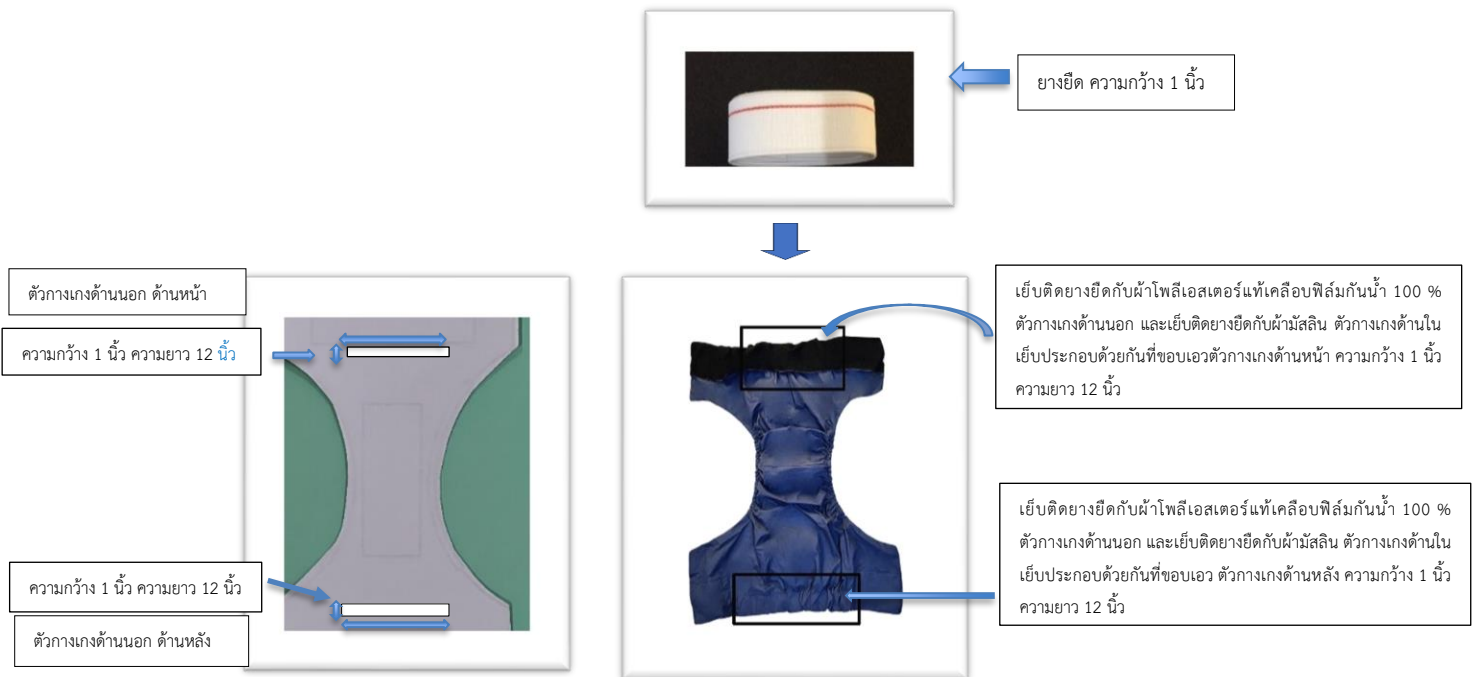 ยางยืด ความกว้าง 1 นิ้ว
ตัวกางเกงด้านนอก ด้านหน้า
ความกว้าง 1 นิ้ว ความยาว 12 นิ้ว
เย็บติดยางยืดกับผ้าโพลีเอสเตอร์แท้เคลือบฟิล์มกันน้ำ 100 %
ตัวกางเกงด้านนอก และเย็บติดยางยืดกับผ้ามัสลิน ตัวกางเกงด้านใน
เย็บประกอบด้วยกันที่ขอบเอวตัวกางเกงด้านหน้า ความกว้าง 1 นิ้ว
ความยาว 12 นิ้ว
เย็บติดยางยืดกับผ้าโพลีเอสเตอร์แท้เคลือบฟิล์มกันน้ำ 100 %
ตัวกางเกงด้านนอก และเย็บติดยางยืดกับผ้ามัสลิน ตัวกางเกงด้านใน
เย็บประกอบด้วยกันที่ขอบเอว ตัวกางเกงด้านหลัง ความกว้าง 1 นิ้ว
ความยาว 12 นิ้ว
ความกว้าง 1 นิ้ว ความยาว 12 นิ้ว
ตัวกางเกงด้านนอก ด้านหลัง